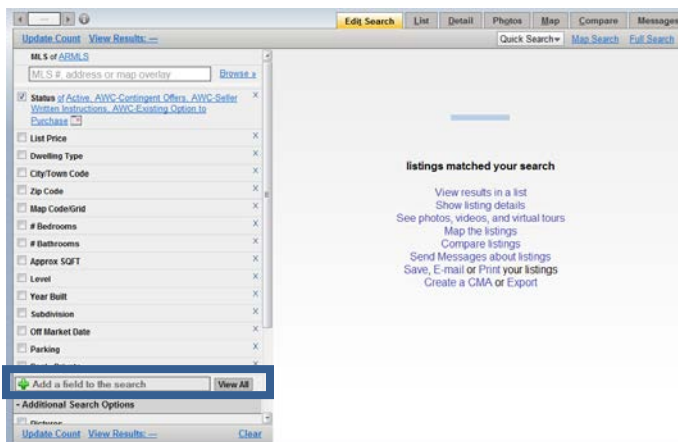 Edit Search List Detail Photos Map Compare Messages
Update Count View Results: —
Quick Search Map Search Full Search
MLS of ARMLS
MLS #, address or map overlay Browse »
Status of Active, AWC-Contingent Offers, AWC-Seller
Written Instructions, AWC-Existing Option to
Purchase
X
List Price X
Dwelling Type X
City/Town Code X
Zip Code X
Map Code/Grid X
# Bedrooms X
# Bathrooms X
Approx SQFT X
Level X
Year Built X
Subdivision X
Off Market Date X
Parking X
Add a field to the search View All
- Additional Search Options
Pictures
Update Count View Results: — Clear
listings matched your search
View results in a list
Show listing details
See photos, videos, and virtual tours
Map the listings
Compare listings
Send Messages about listings
Save, E-mail or Print your listings
Create a CMA or Export